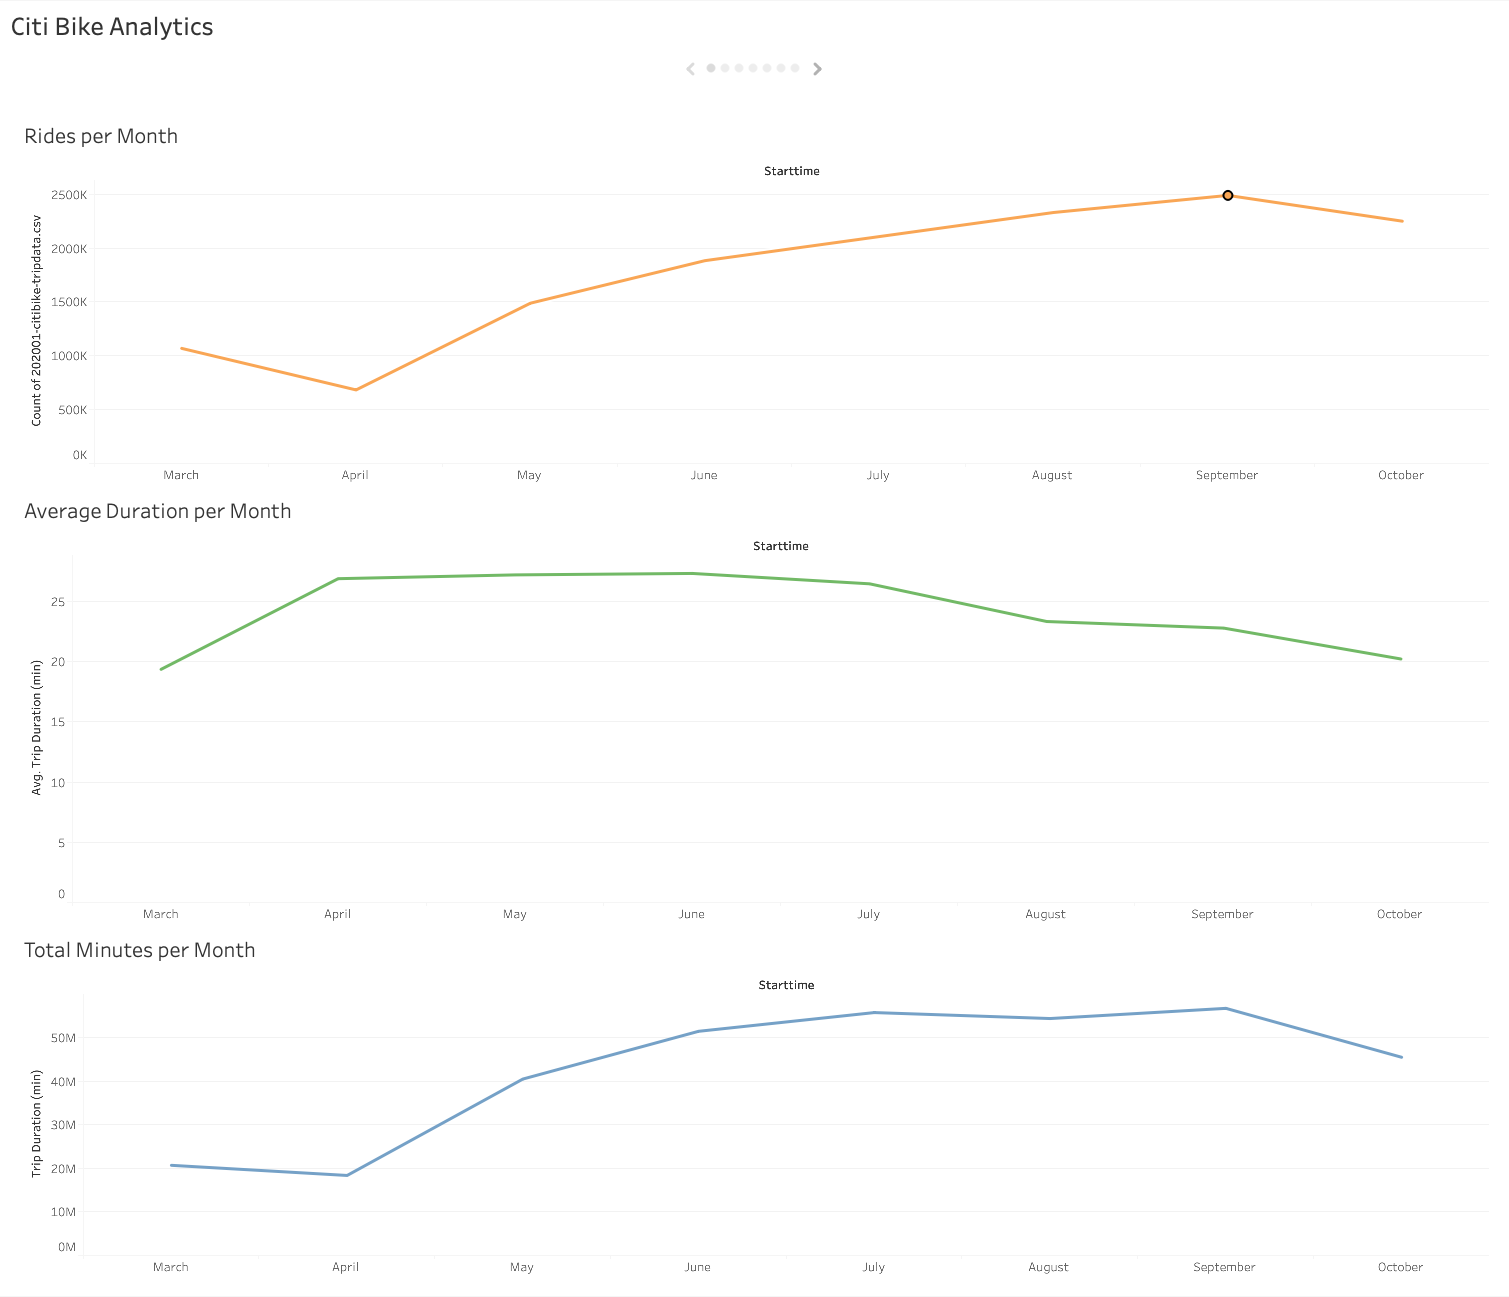 Citi Bike Analytics
Rides per Month
Starttime
Count of 202001-citibike-tripdata.csv
2500K
2000K
1500K
1000K
500K
0K
March April May June July August September October
Average Duration per Month
Starttime
Avg. Trip Duration (min)
25
20
15
10
5
0
March April May June July August September October
Total Minutes per Month
Starttime
Trip Duration (min)
50M
40M
30M
20M
10M
0M
March April May June July August September October